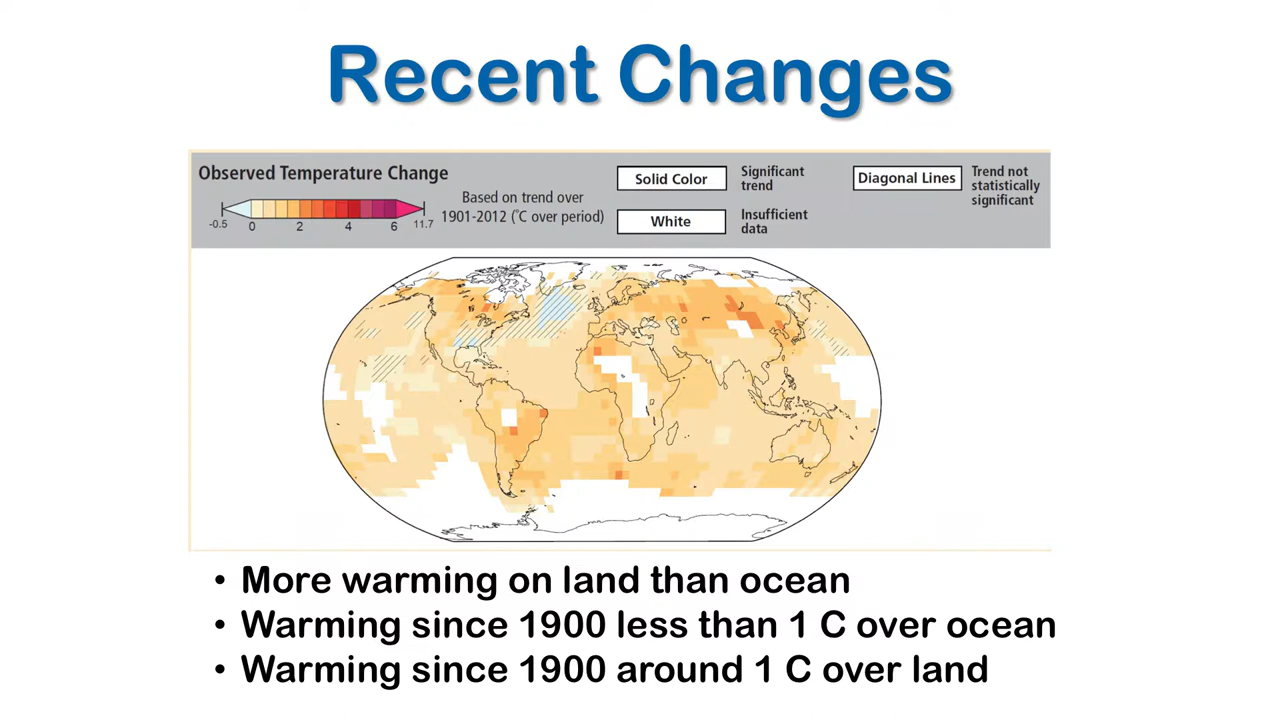 Recent Changes
Observed Temperature Change
-0.5 0 2 4 6 11.7
Based on trend over
1901-2012 (°C over period)
Solid Color
Significant
trend
White
Insufficient
data
Diagonal Lines
Trend not
statistically
significant
• More warming on land than ocean
• Warming since 1900 less than 1 C over ocean
• Warming since 1900 around 1 C over land